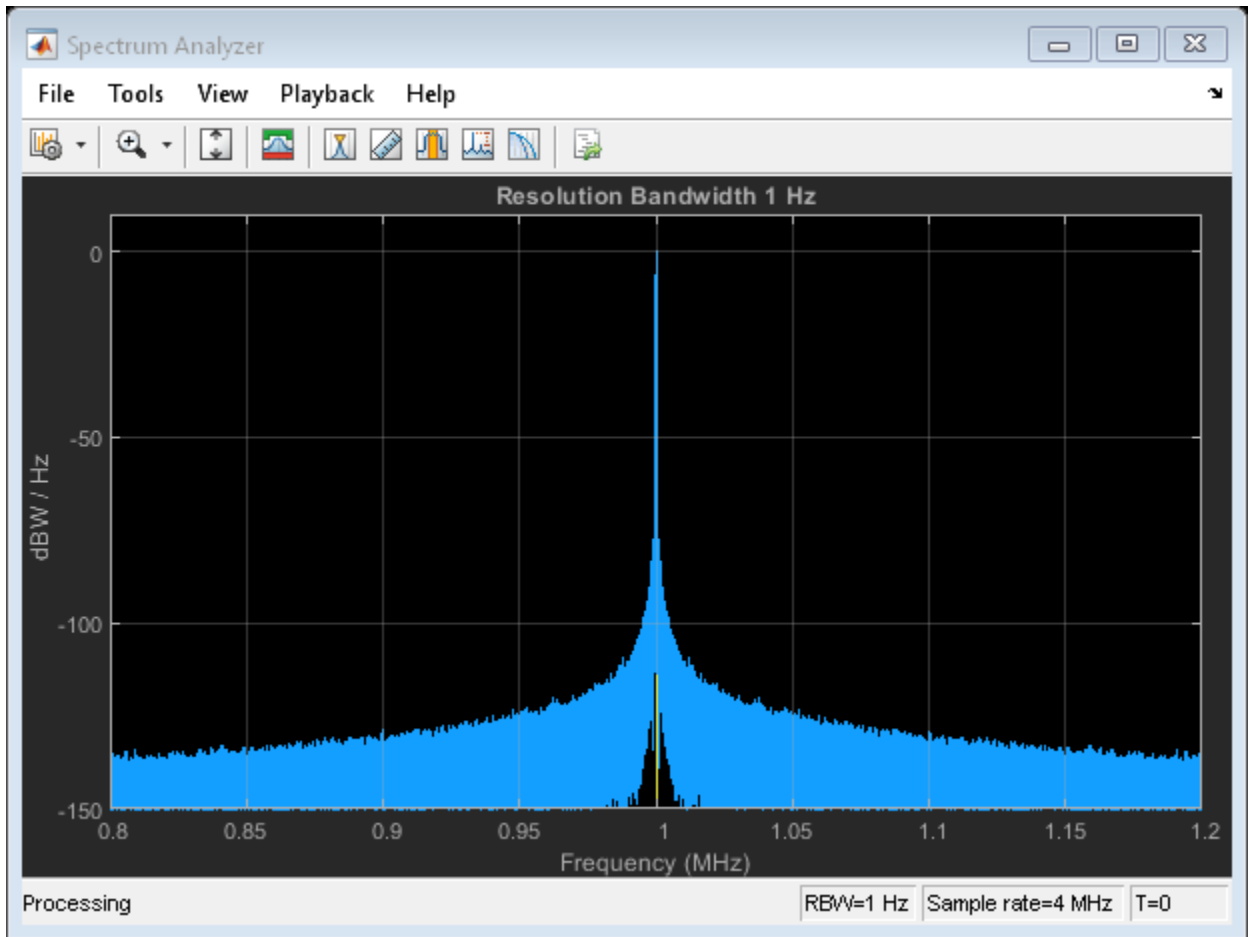 Spectrum Analyzer
File Tools View Playback Help
Resolution Bandwidth 1 Hz
0
-50
-100
-150
dBW / Hz
0.8 0.85 0.9 0.95 1 1.05 1.1 1.15 1.2
Frequency (MHz)
Processing RBW=1 Hz Sample rate=4 MHz T=0